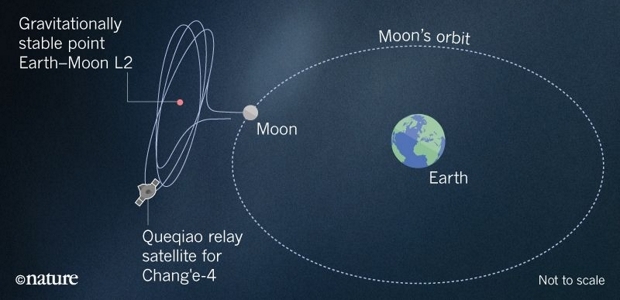 Gravitationally
stable point
Earth–Moon L2
Moon's orbit
Moon
Earth
Queqiao relay
satellite for
Chang'e-4
©nature
Not to scale